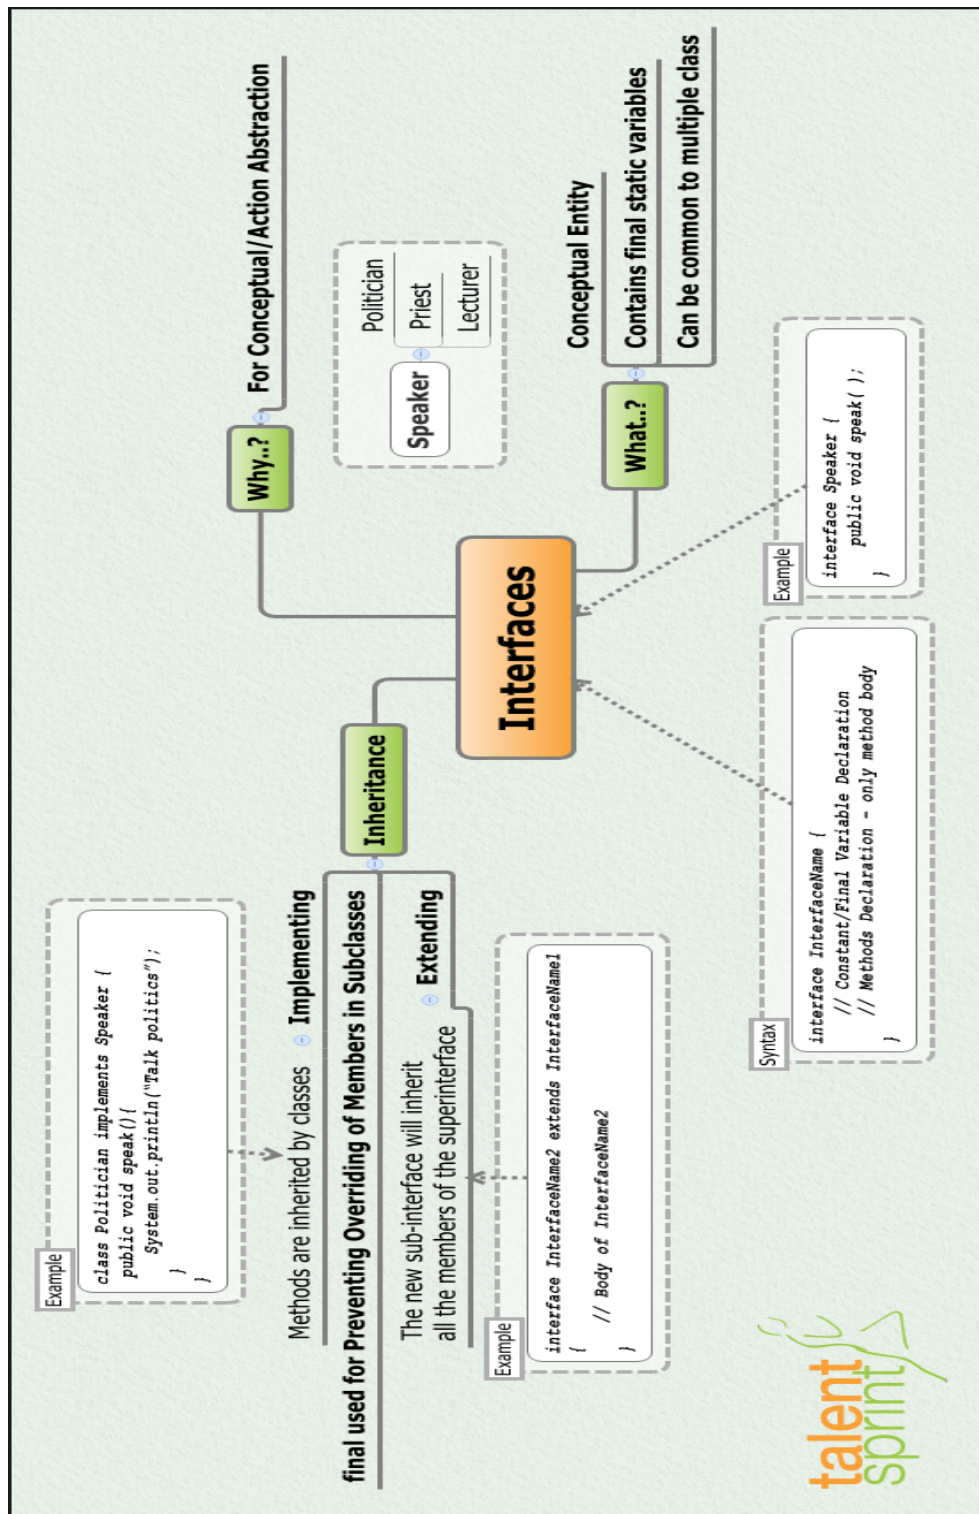 Example
class Politician implements Speaker {
public void speak(){
System.out.println("Talk politics");
}
}
Methods are inherited by classes
Implementing
final used for Preventing Overriding of Members in Subclasses
The new sub-interface will inherit
all the members of the superinterface
Extending
Example
interface InterfaceName2 extends InterfaceName1
{
// Body of InterfaceName2
}
Inheritance
Interfaces
Why..?
For Conceptual/Action Abstraction
Speaker
Politician
Priest
Lecturer
What..?
Conceptual Entity
Contains final static variables
Can be common to multiple class
Syntax
interface InterfaceName {
// Constant/Final Variable Declaration
// Methods Declaration – only method body
}
Example
interface Speaker {
public void speak( );
}
talent
sprint